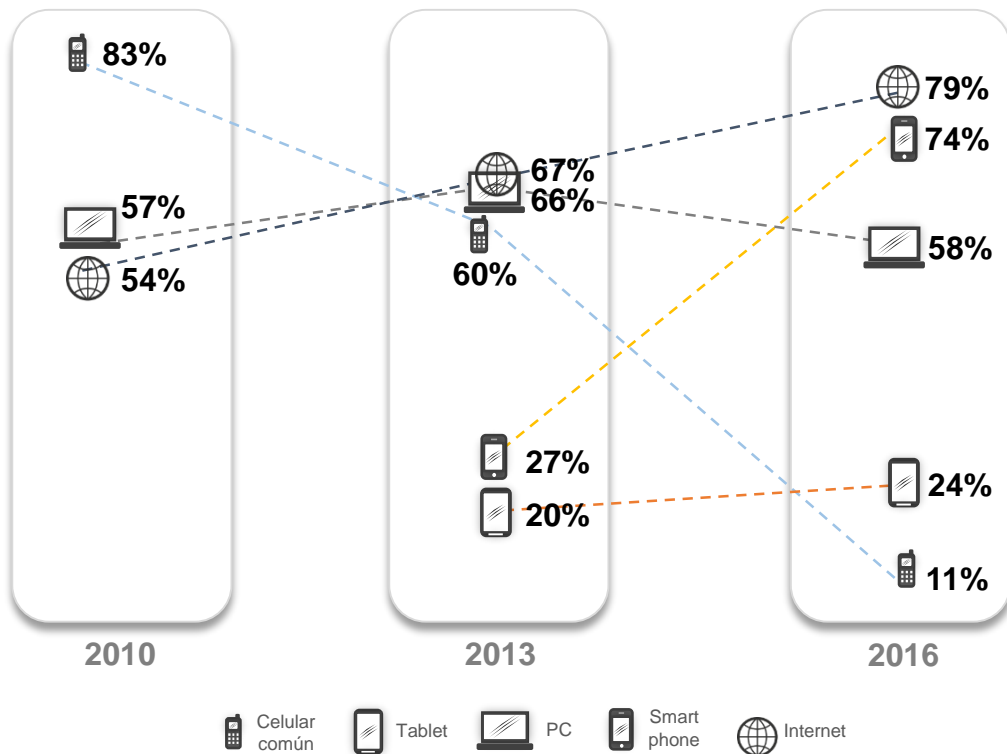 83%
57%
54%
67%
66%
60%
27%
20%
79%
74%
58%
24%
11%
2010
2013
2016
Celular
común
Tablet
PC
Smart
phone
Internet